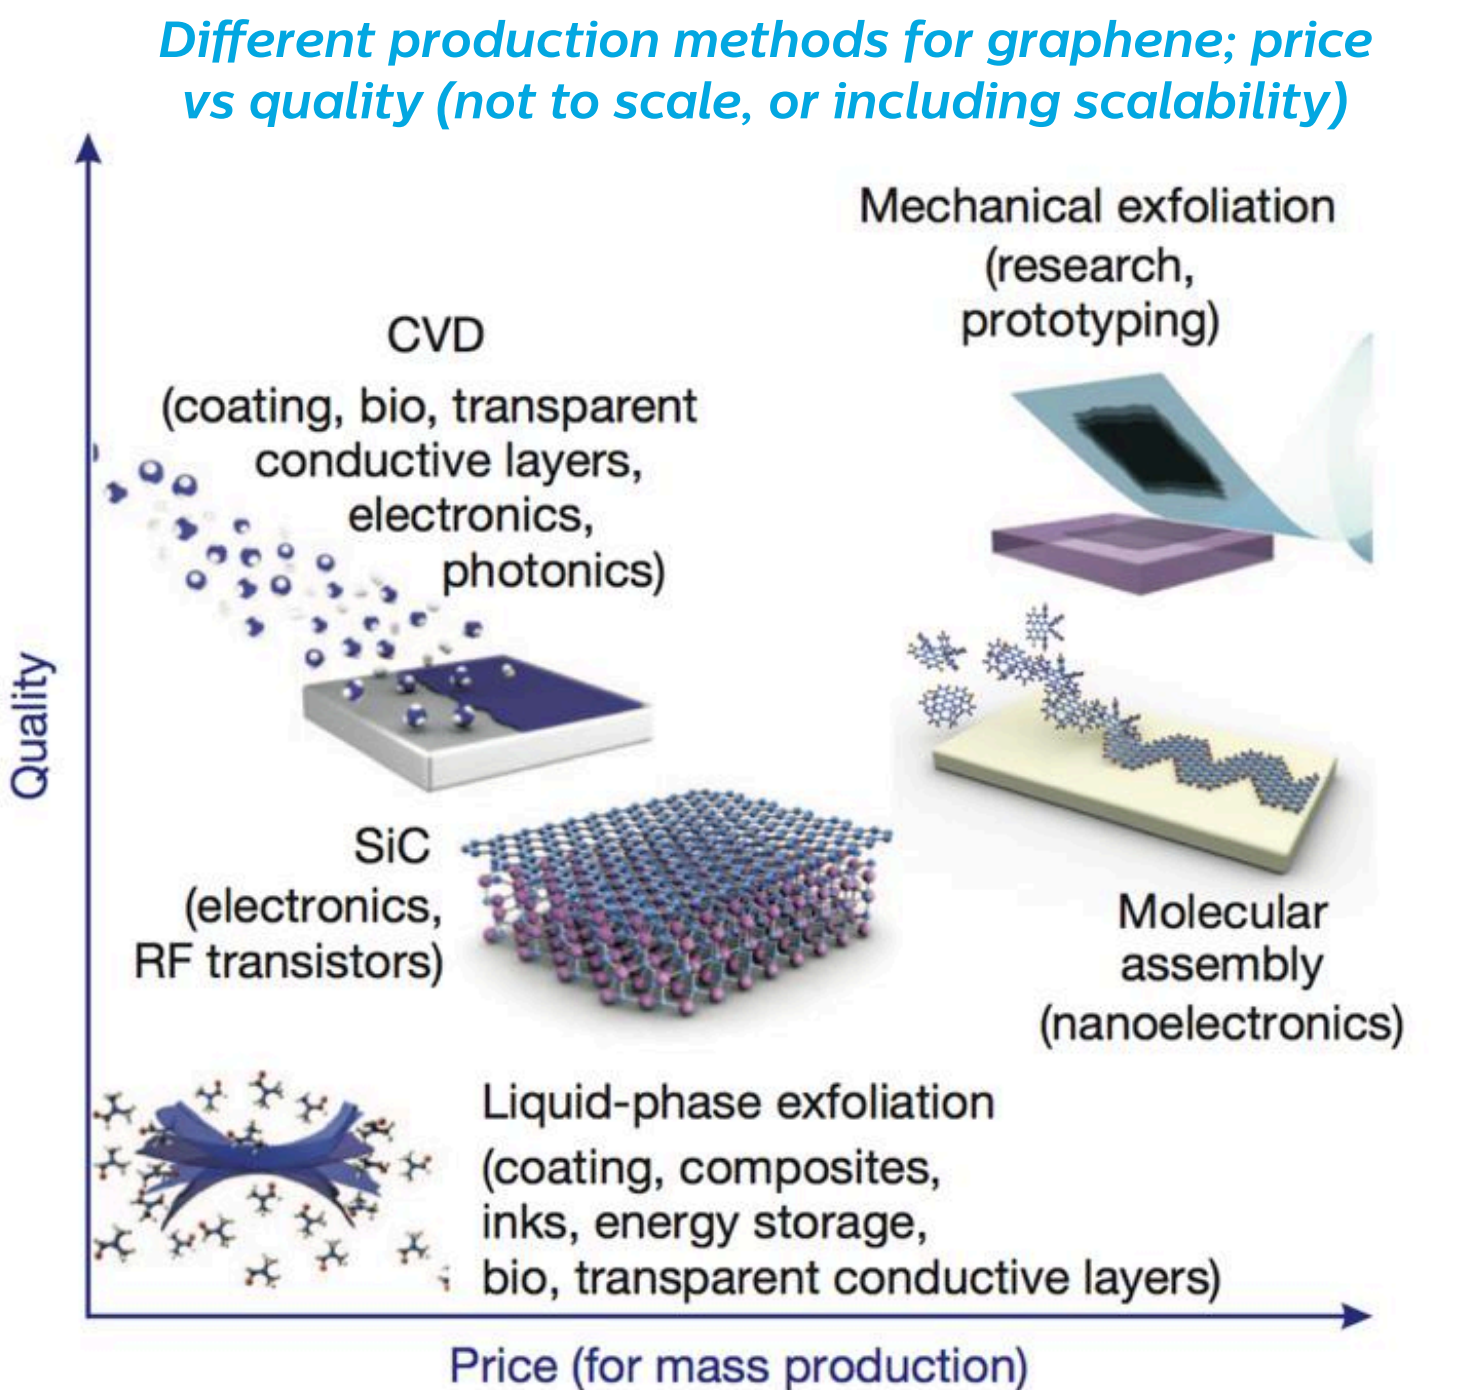 Different production methods for graphene; price
vs quality (not to scale, or including scalability)
Mechanical exfoliation
(research,
prototyping)
CVD
(coating, bio, transparent
conductive layers,
electronics,
photonics)
Quality
SiC
(electronics,
RF transistors)
Molecular
assembly
(nanoelectronics)
Liquid-phase exfoliation
(coating, composites,
inks, energy storage,
bio, transparent conductive layers)
Price (for mass production)